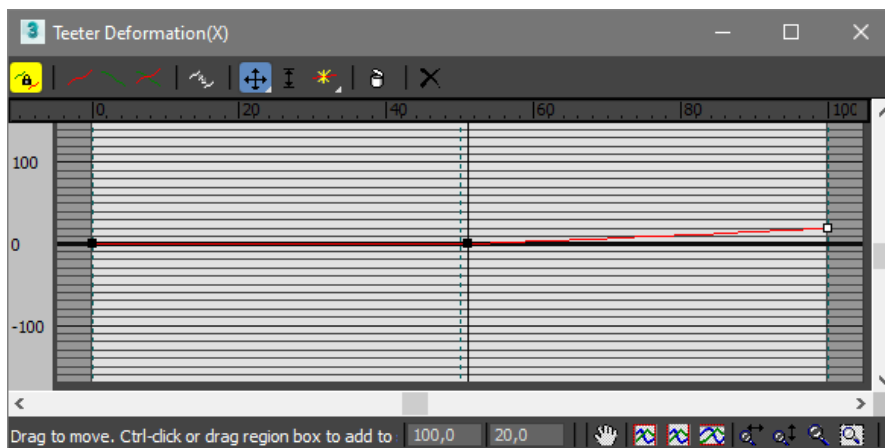 3 Teeter Deformation(X)
0 20 40 60 80 100
100
0
-100
Drag to move. Ctrl-click or drag region box to add to 100,0 20,0